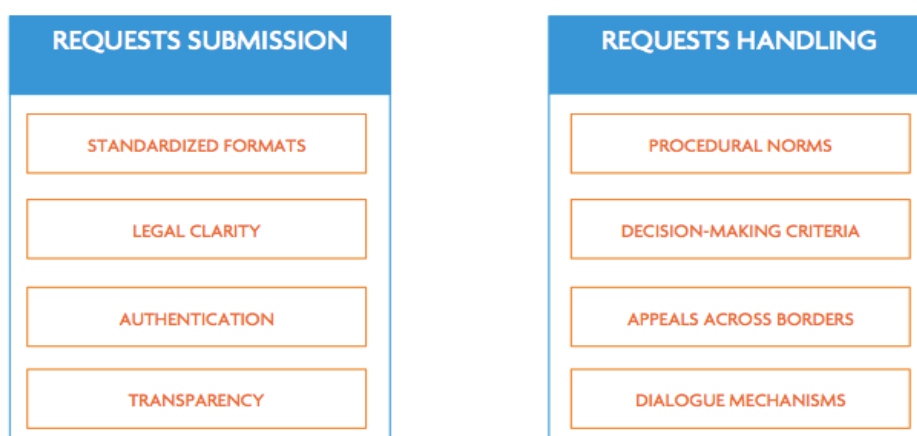 REQUESTS SUBMISSION
STANDARDIZED FORMATS
LEGAL CLARITY
AUTHENTICATION
TRANSPARENCY
REQUESTS HANDLING
PROCEDURAL NORMS
DECISION-MAKING CRITERIA
APPEALS ACROSS BORDERS
DIALOGUE MECHANISMS